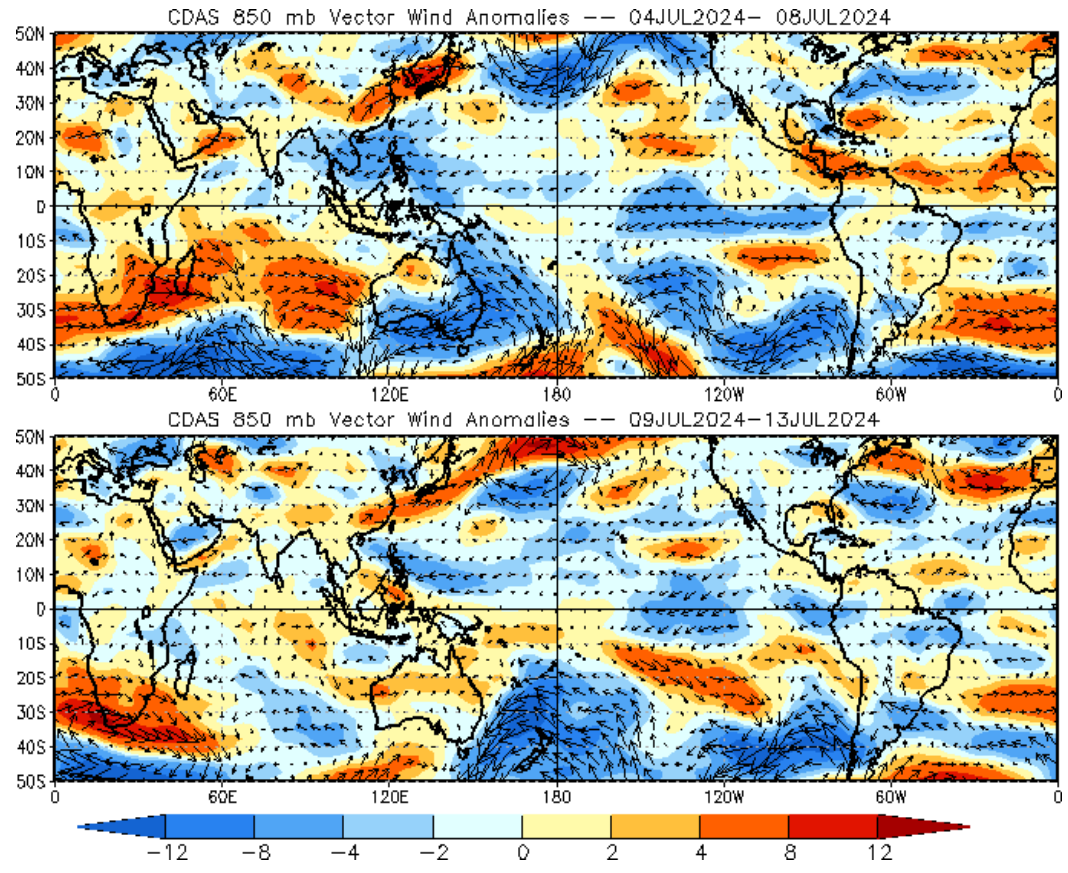 CDAS 850 mb Vector Wind Anomalies -- 04JUL2024- 08JUL2024
50N
40N
30N
20N
10N
0
10S
20S
30S
40S
50S
0 60E 120E 180 120W 60W 0
CDAS 850 mb Vector Wind Anomalies -- 09JUL2024-13JUL2024
50N
40N
30N
20N
10N
0
10S
20S
30S
40S
50S
0 60E 120E 180 120W 60W 0
-12 -8 -4 -2 0 2 4 8 12